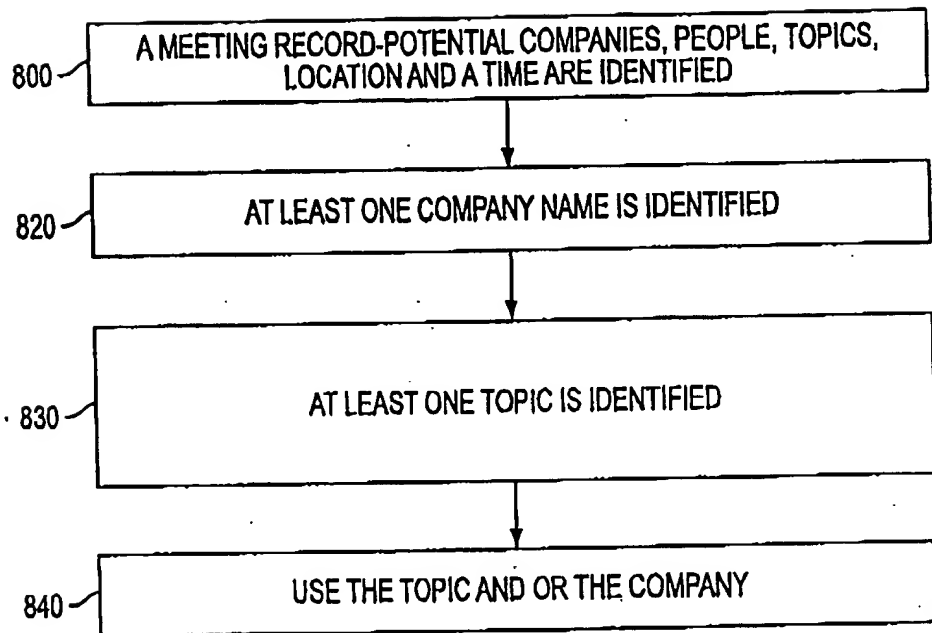 A MEETING RECORD-POTENTIAL COMPANIES, PEOPLE, TOPICS,
LOCATION AND A TIME ARE IDENTIFIED
800
AT LEAST ONE COMPANY NAME IS IDENTIFIED
820
AT LEAST ONE TOPIC IS IDENTIFIED
830
USE THE TOPIC AND OR THE COMPANY
840